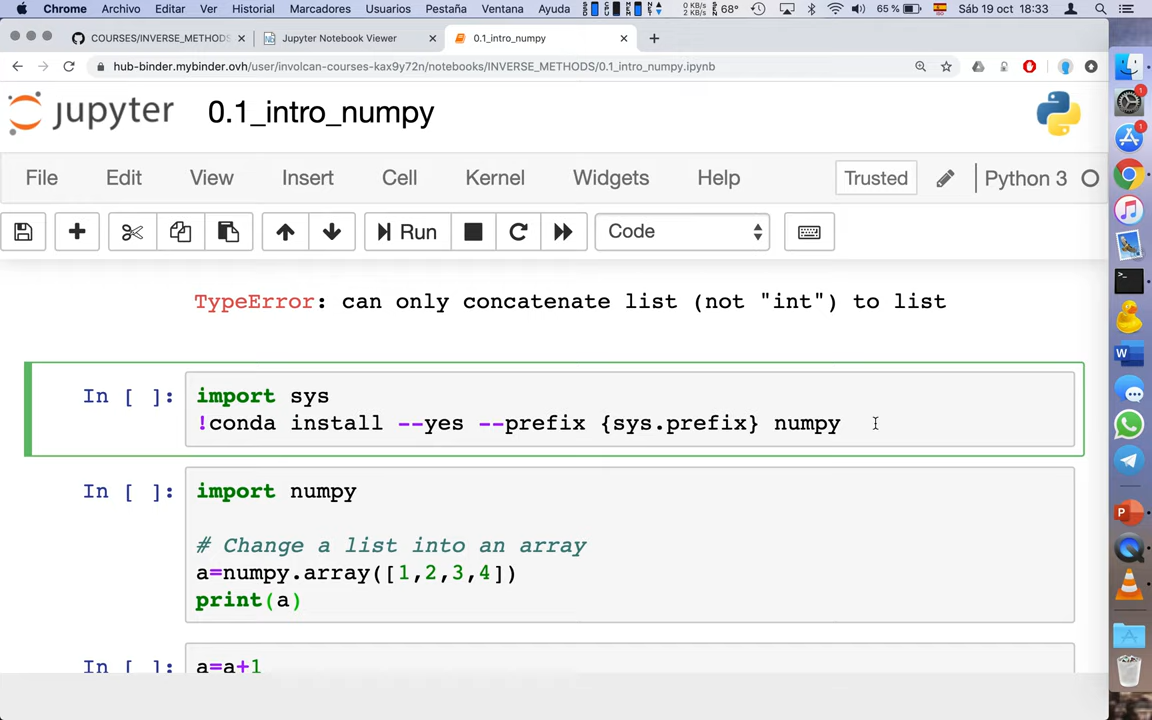 Chrome Archivo Editar Ver Historial Marcadores Usuarios Pestaña Ventana Ayuda 0 KB/s 2 KB/s 68° 65 % Sáb 19 oct 18:33
COURSES/INVERSE_METHODS Jupyter Notebook Viewer 0.1_intro_numpy
hub-binder.mybinder.ovh/user/involcan-courses-kax9y72n/notebooks/INVERSE_METHODS/0.1_intro_numpy.ipynb
jupyter 0.1_intro_numpy
File Edit View Insert Cell Kernel Widgets Help Trusted Python 3
Run Code
TypeError: can only concatenate list (not "int") to list
In [ ]: import sys
!conda install --yes --prefix {sys.prefix} numpy
In [ ]: import numpy
# Change a list into an array
a=numpy.array([1,2,3,4])
print(a)
In [ ]: a=a+1